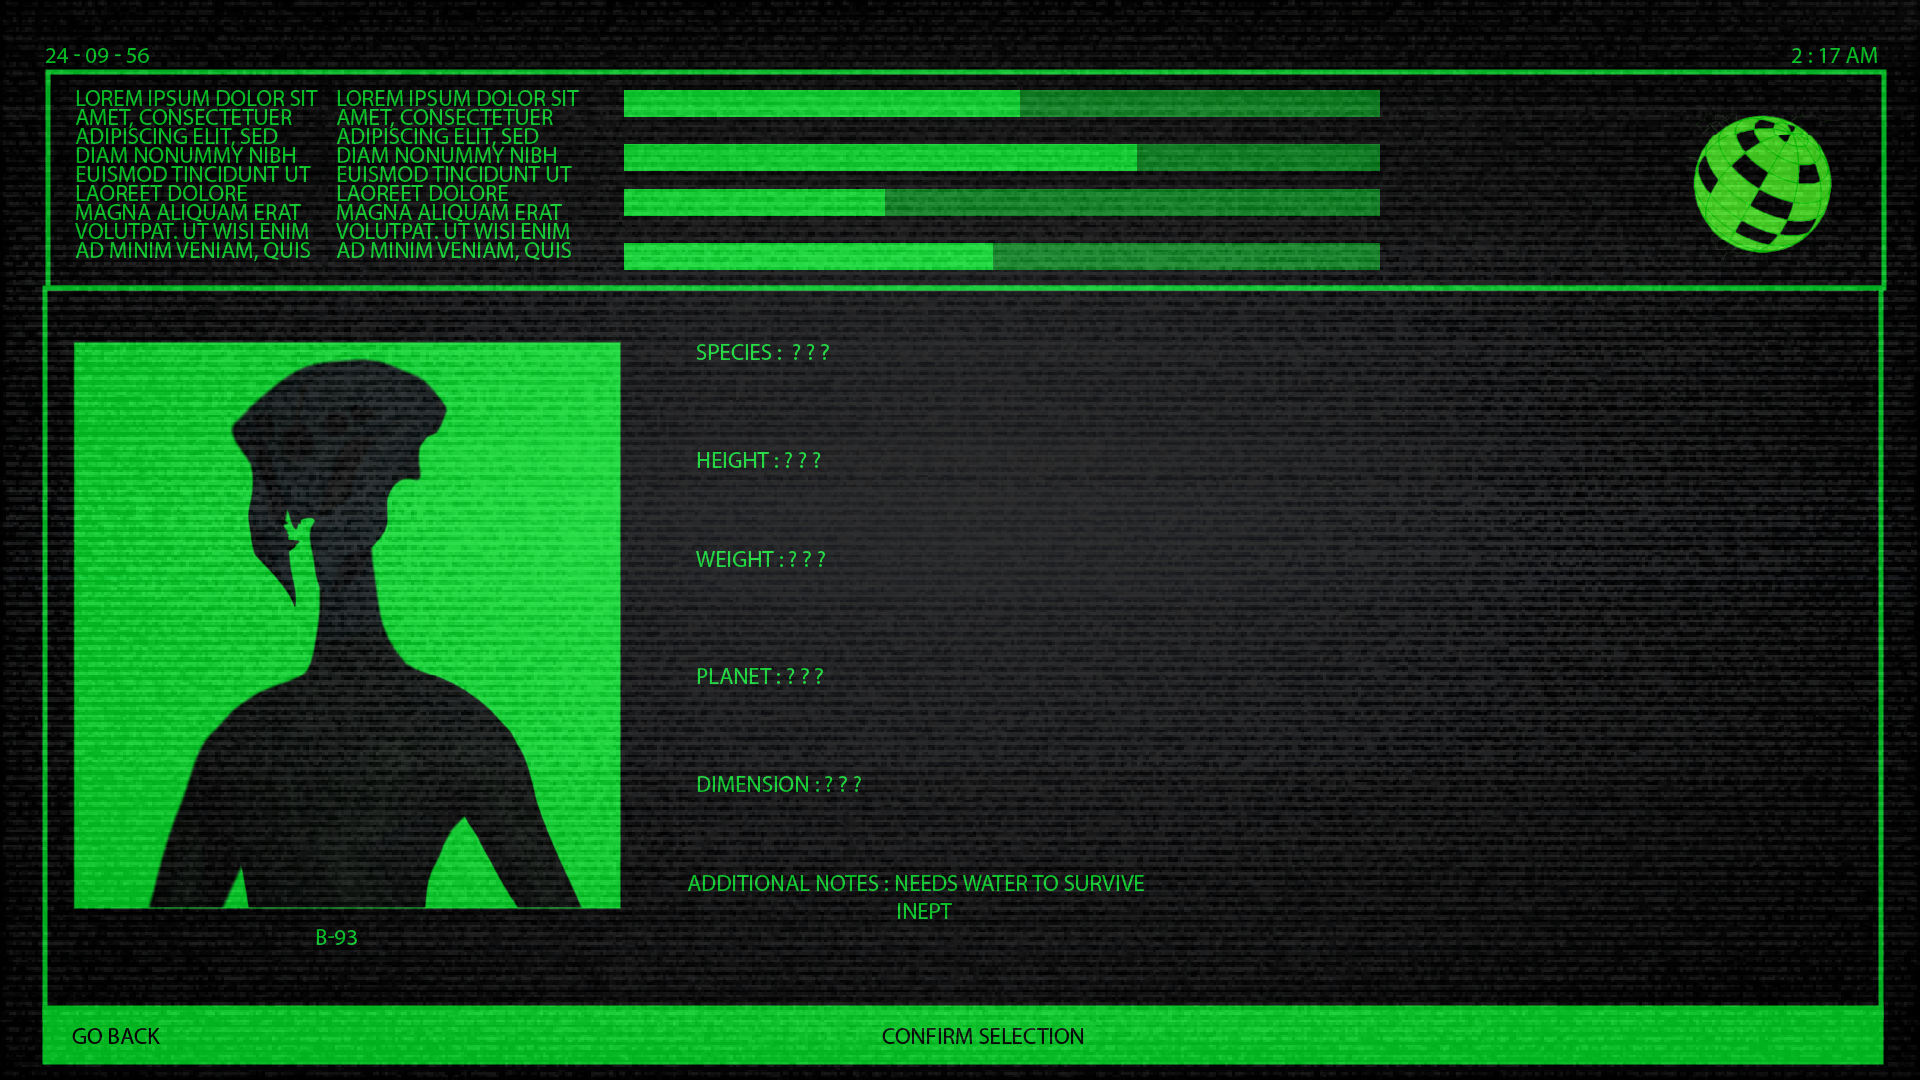 24 - 09 - 56
2 : 17 AM
LOREM IPSUM DOLOR SIT
AMET, CONSECTETUER
ADIPISCING ELIT, SED
DIAM NONUMMY NIBH
EUISMOD TINCIDUNT UT
LAOREET DOLORE
MAGNA ALIQUAM ERAT
VOLUTPAT. UT WISI ENIM
AD MINIM VENIAM, QUIS
LOREM IPSUM DOLOR SIT
AMET, CONSECTETUER
ADIPISCING ELIT, SED
DIAM NONUMMY NIBH
EUISMOD TINCIDUNT UT
LAOREET DOLORE
MAGNA ALIQUAM ERAT
VOLUTPAT. UT WISI ENIM
AD MINIM VENIAM, QUIS
SPECIES : ? ? ?
HEIGHT : ? ? ?
WEIGHT : ? ? ?
PLANET : ? ? ?
DIMENSION : ? ? ?
ADDITIONAL NOTES : NEEDS WATER TO SURVIVE
INEPT
B-93
GO BACK
CONFIRM SELECTION